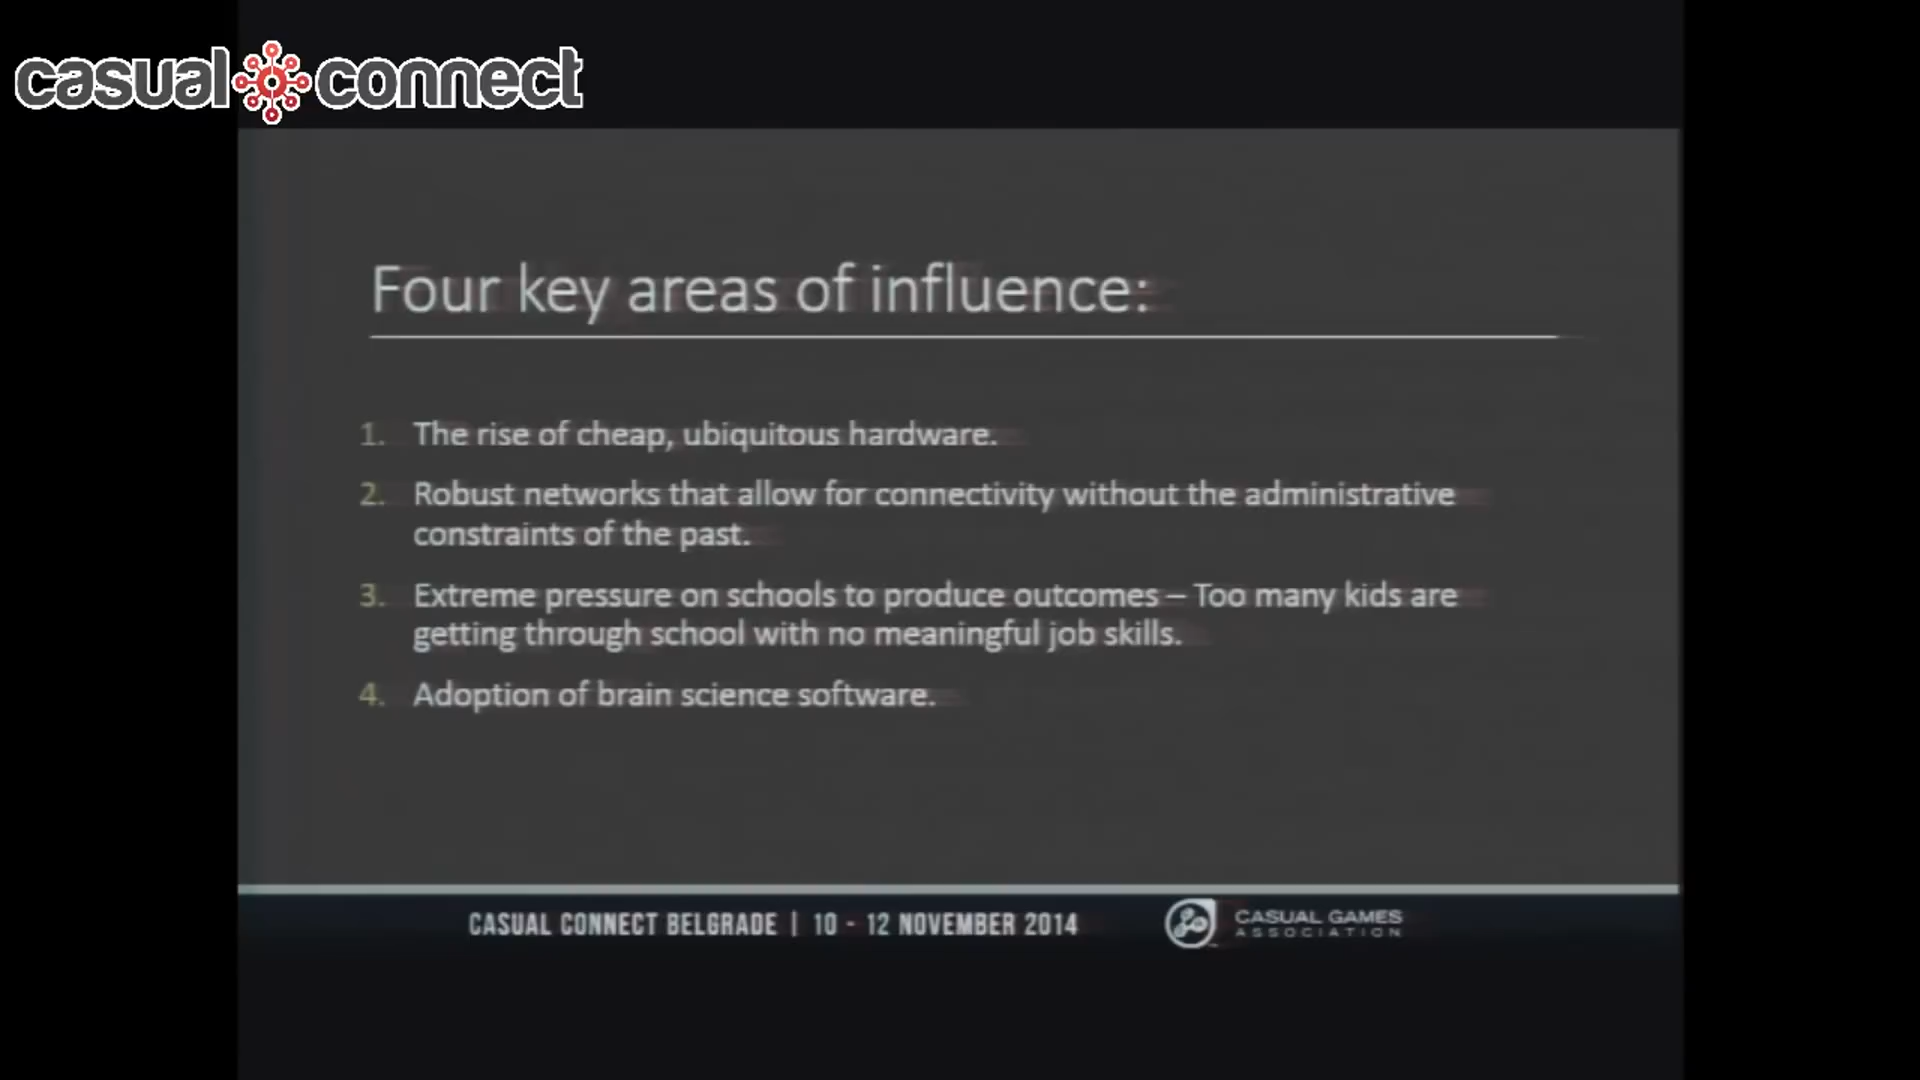 casual connect
Four key areas of influence:
1. The rise of cheap, ubiquitous hardware.
2. Robust networks that allow for connectivity without the administrative
constraints of the past.
3. Extreme pressure on schools to produce outcomes – Too many kids are
getting through school with no meaningful job skills.
4. Adoption of brain science software.
CASUAL CONNECT BELGRADE | 10 - 12 NOVEMBER 2014
CASUAL GAMES
ASSOCIATION